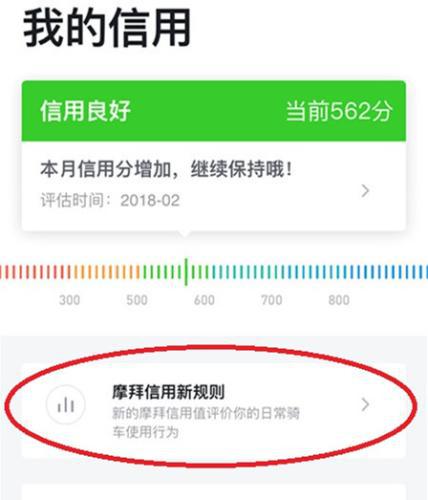 我的信用
信用良好 当前562分
本月信用分增加，继续保持哦！
评估时间：2018-02
300 500 600 700 800
摩拜信用新规则
新的摩拜信用值评价你的日常骑
车使用行为